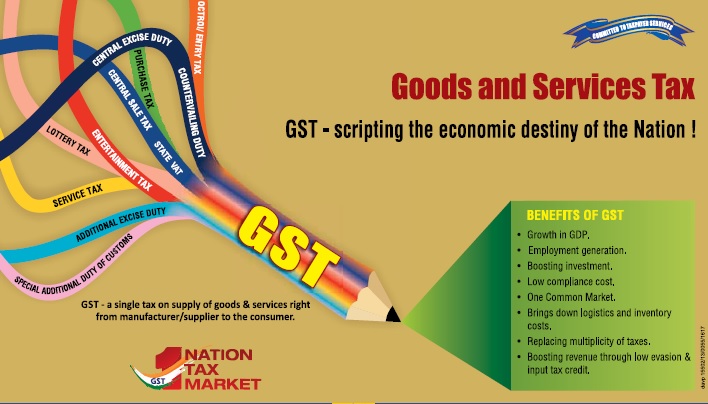 COMMITTED TO TAXPAYER SERVICES
Goods and Services Tax
GST - scripting the economic destiny of the Nation !
OCTROI/ ENTRY TAX
CENTRAL EXCISE DUTY
PURCHASE TAX
COUNTERVAILING DUTY
CENTRAL SALE TAX
STATE VAT
LOTTERY TAX
ENTERTAINMENT TAX
SERVICE TAX
ADDITIONAL EXCISE DUTY
SPECIAL ADDITIONAL DUTY OF CUSTOMS
GST
GST - a single tax on supply of goods & services right
from manufacturer/supplier to the consumer.
1 NATION
TAX
MARKET
GST
BENEFITS OF GST
• Growth in GDP.
• Employment generation.
• Boosting investment.
• Low compliance cost.
• One Common Market.
• Brings down logistics and inventory
costs.
• Replacing multiplicity of taxes.
• Boosting revenue through low evasion &
input tax credit.
davp 15502/13/0055/1617